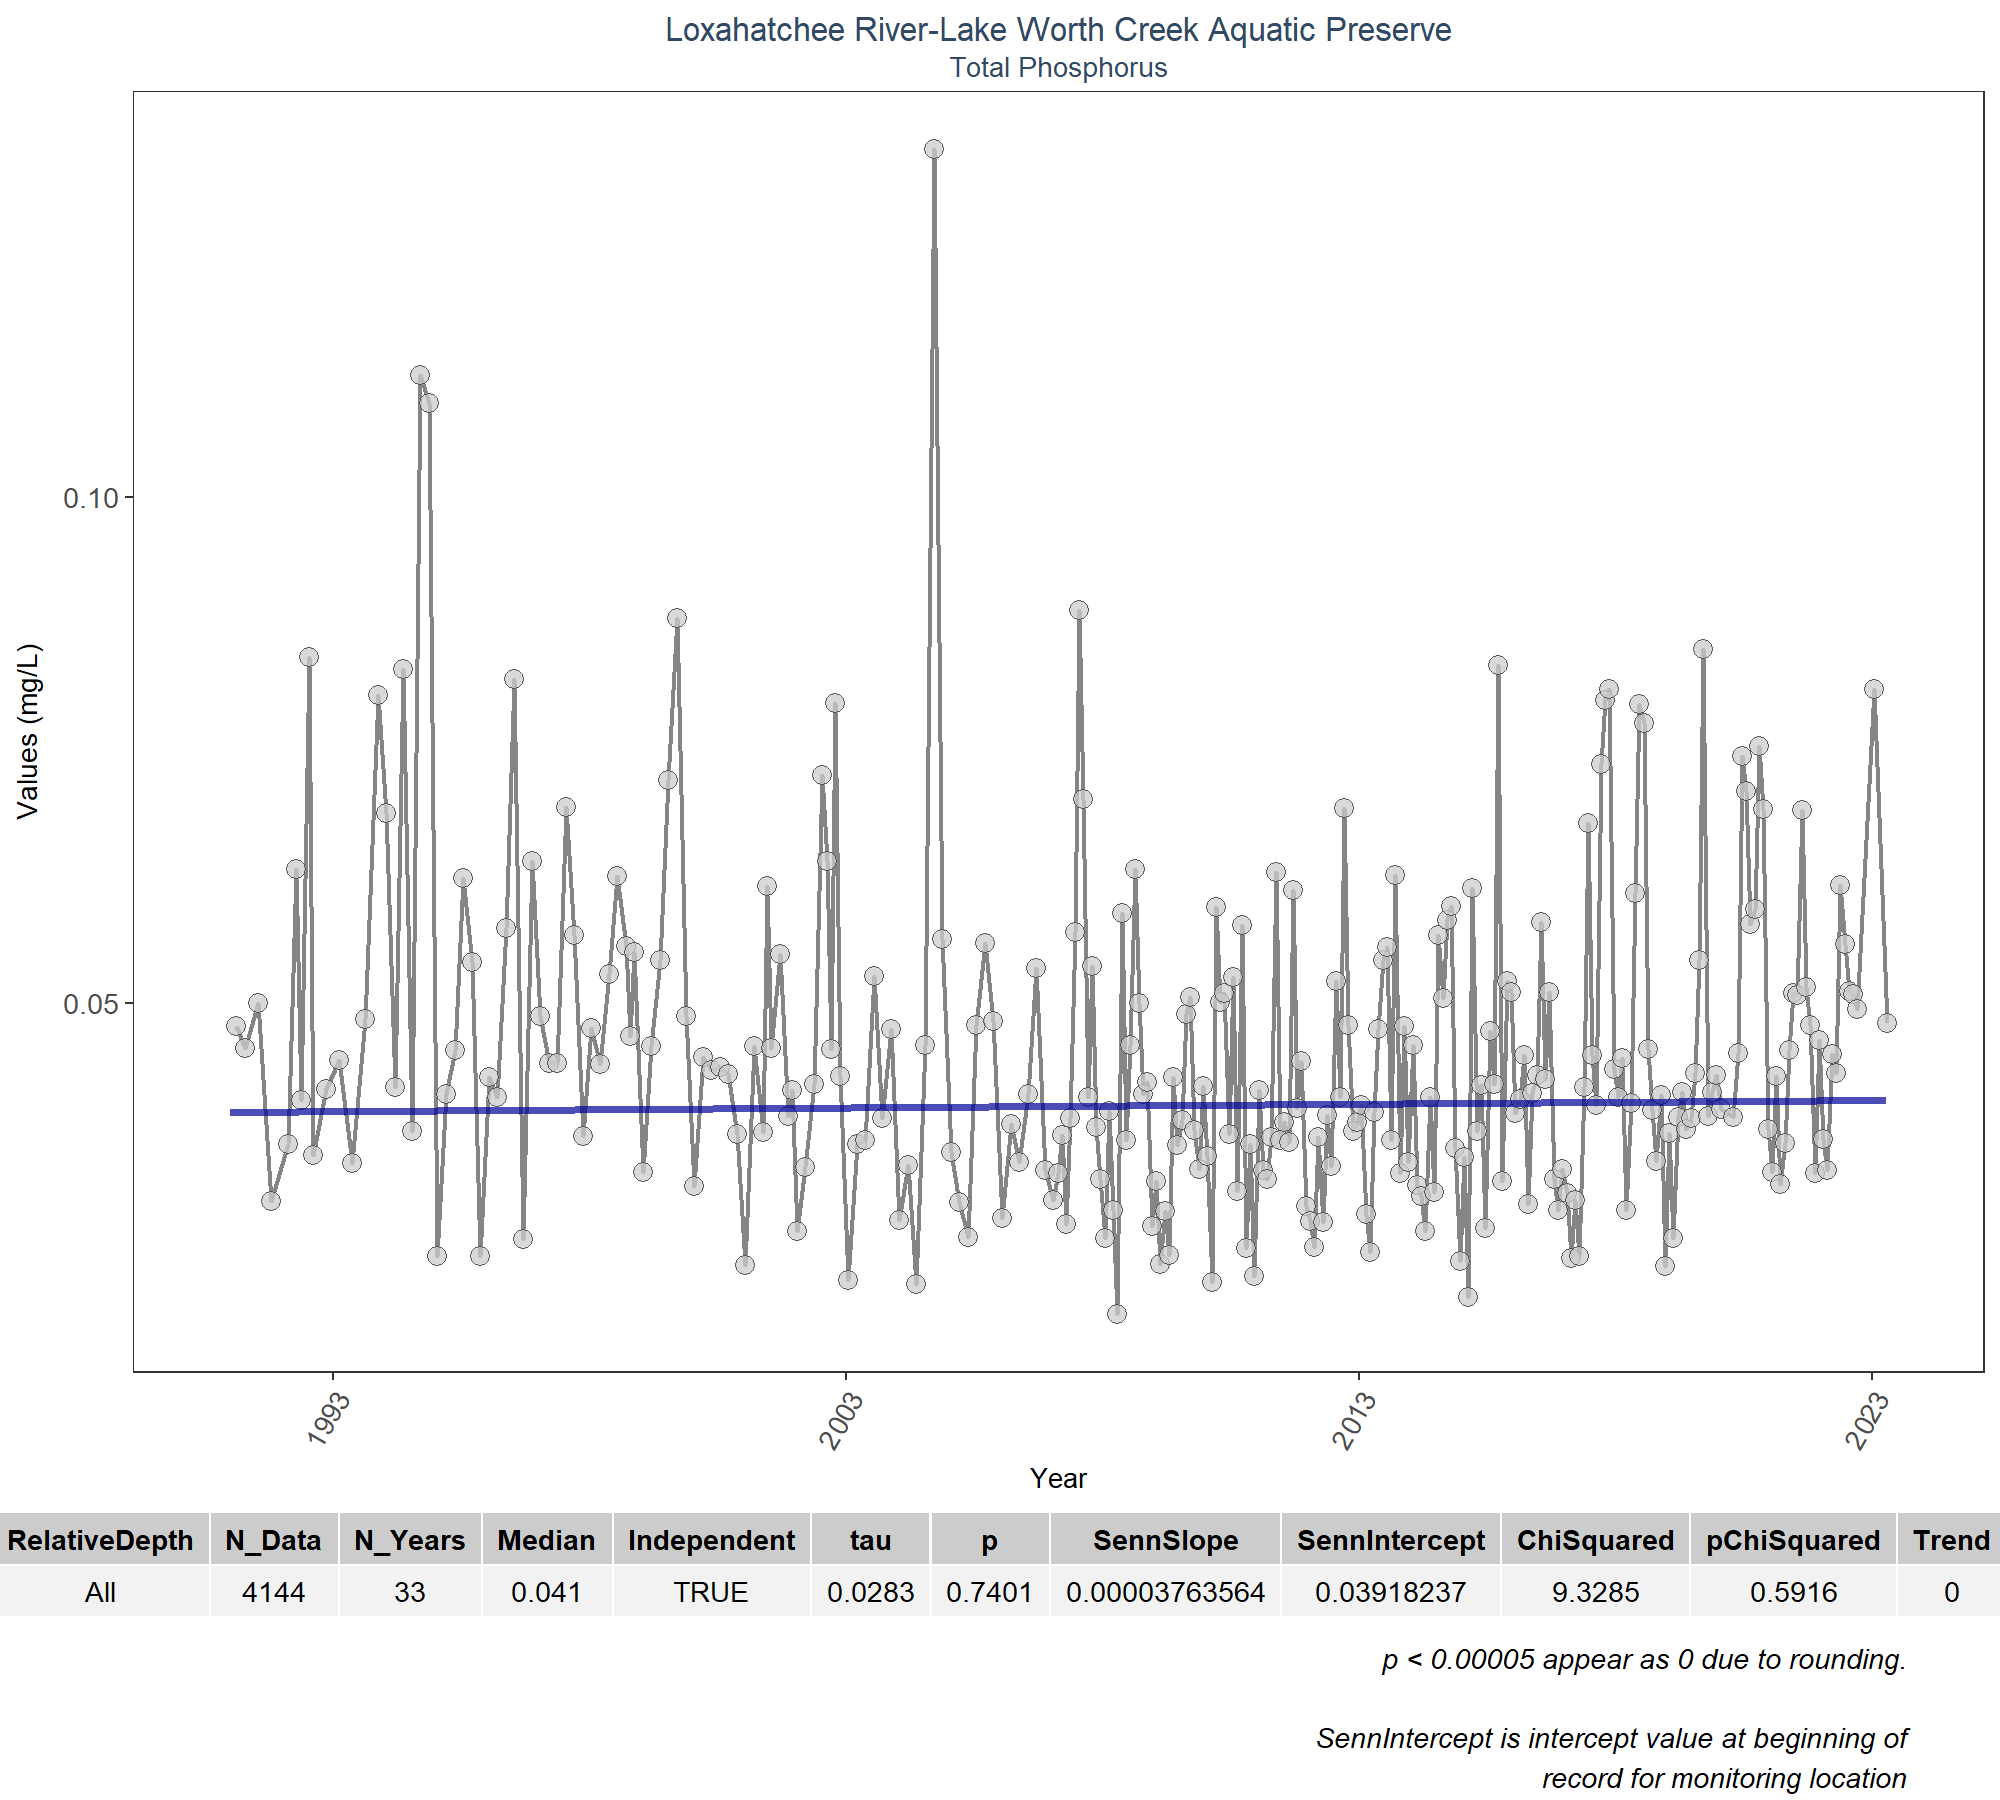 Loxahatchee River-Lake Worth Creek Aquatic Preserve
Total Phosphorus
Values (mg/L)
0.10
0.05
1993
2003
2013
2023
Year
RelativeDepth N_Data N_Years Median Independent tau p SennSlope SennIntercept ChiSquared pChiSquared Trend
All 4144 33 0.041 TRUE 0.0283 0.7401 0.00003763564 0.03918237 9.3285 0.5916 0
p < 0.00005 appear as 0 due to rounding.
SennIntercept is intercept value at beginning of
record for monitoring location